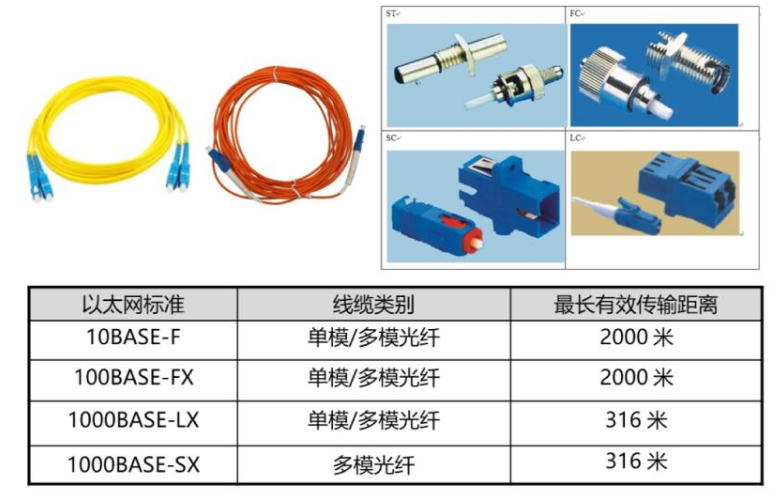 ST
FC
SC
LC
以太网标准 线缆类别 最长有效传输距离
10BASE-F 单模/多模光纤 2000 米
100BASE-FX 单模/多模光纤 2000 米
1000BASE-LX 单模/多模光纤 316 米
1000BASE-SX 多模光纤 316 米